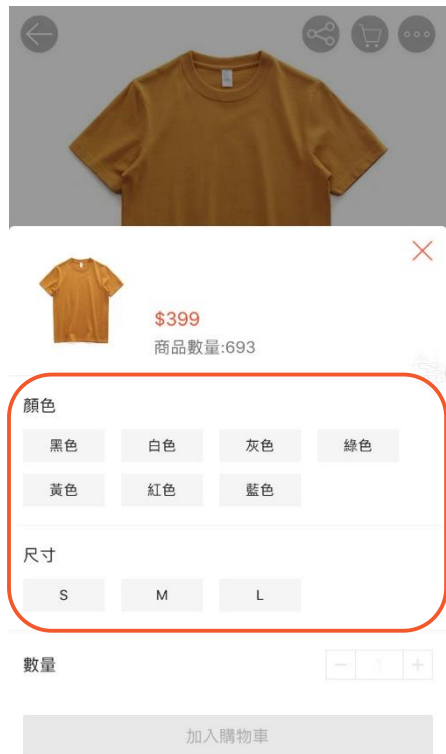 $399
商品數量:693
顏色
黑色 白色 灰色 綠色
黃色 紅色 藍色
尺寸
S M L
數量 1
加入購物車